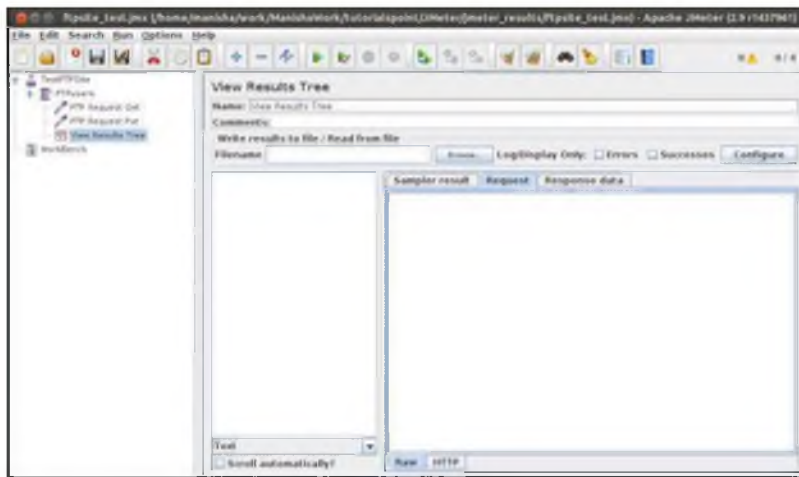 Ftpsite_test.jmx (/home/manisha/work/ManishaWork/tutorialspoint/JMeter/jmeter_results/Ftpsite_test.jmx) - Apache JMeter (2.9 r1437961)
File Edit Search Run Options Help
0 / 0
TestFTPSite
FTPusers
FTP Request Get
FTP Request Put
View Results Tree
WorkBench
View Results Tree
Name: View Results Tree
Comments:
Write results to file / Read from file
Filename
Browse...
Log/Display Only:
Errors
Successes
Configure
Sampler result
Request
Response data
Text
Scroll automatically?
Raw
HTTP